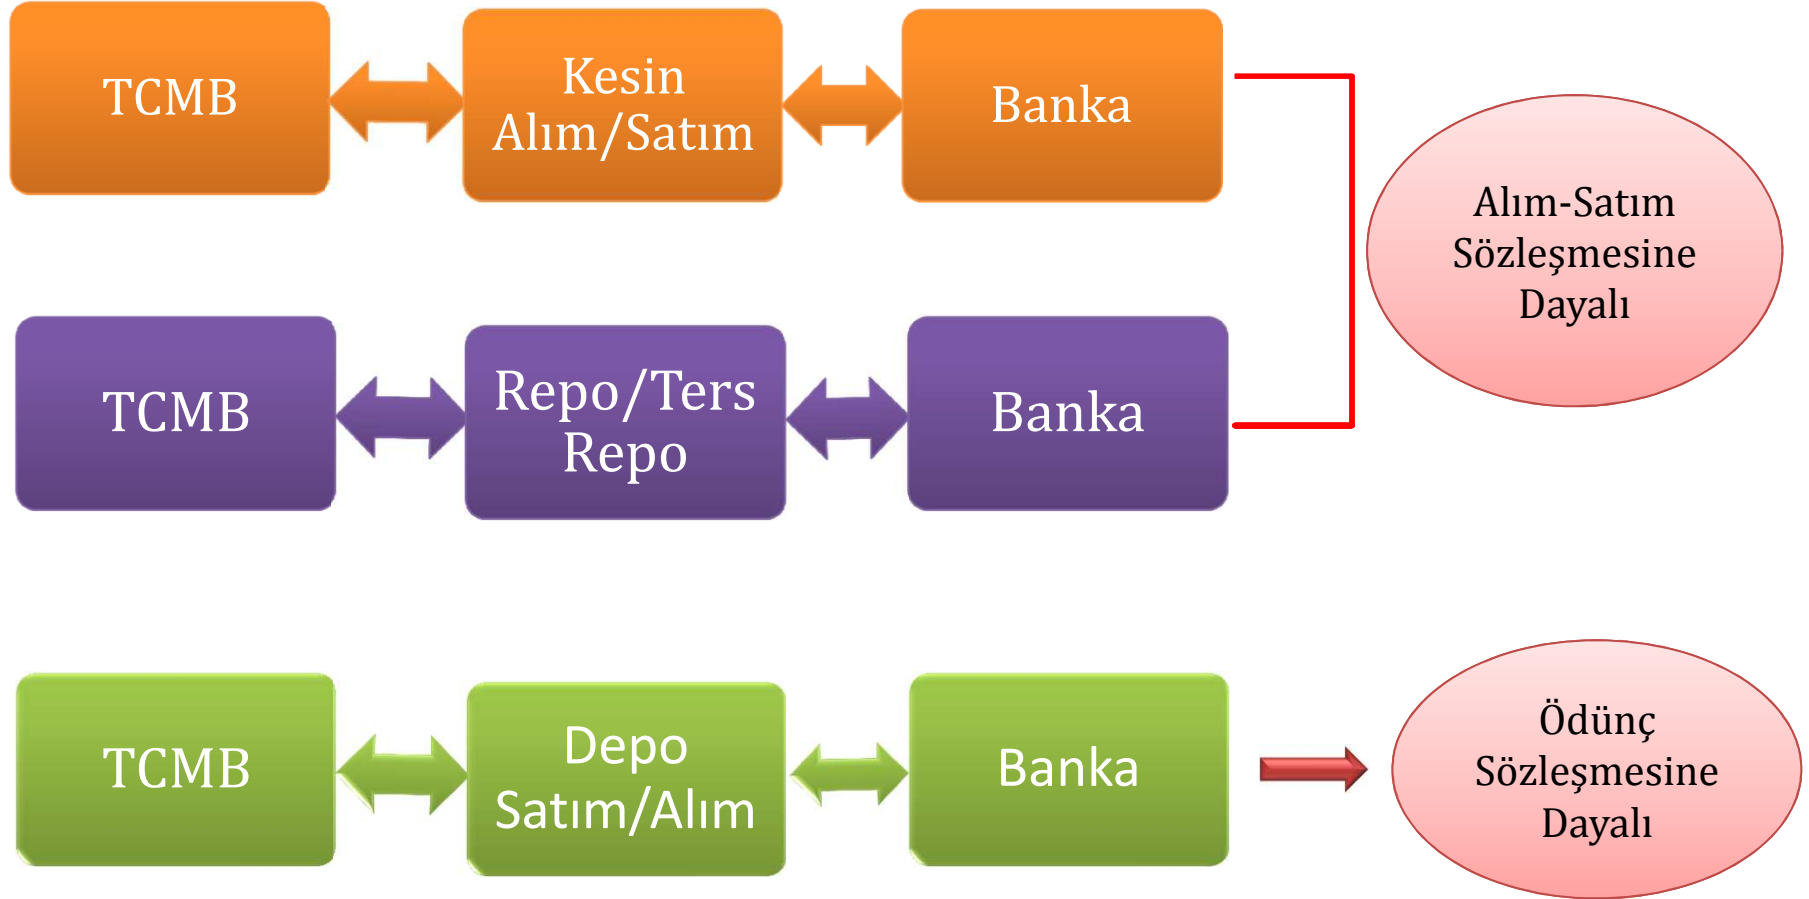 TCMB
Kesin
Alım/Satım
Banka
Alım-Satım
Sözleşmesine
Dayalı
TCMB
Repo/Ters
Repo
Banka
TCMB
Depo
Satım/Alım
Banka
Ödünç
Sözleşmesine
Dayalı